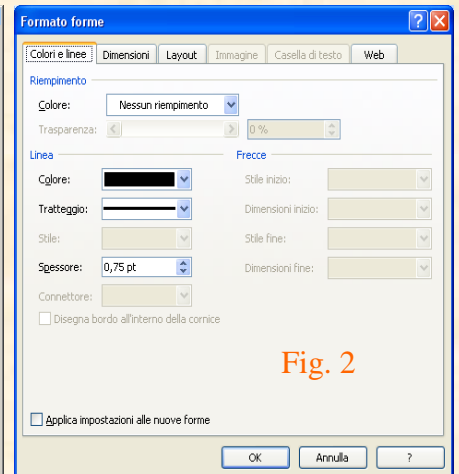 Formato forme
Colori e linee Dimensioni Layout Immagine Casella di testo Web
Riempimento
Colore: Nessun riempimento
Trasparenza: 0 %
Linea Frecce
Colore: Stile inizio:
Tratteggio: Dimensioni inizio:
Stile: Stile fine:
Spessore: 0,75 pt Dimensioni fine:
Connettore:
Disegna bordo all'interno della cornice
Fig. 2
Applica impostazioni alle nuove forme
OK Annulla ?